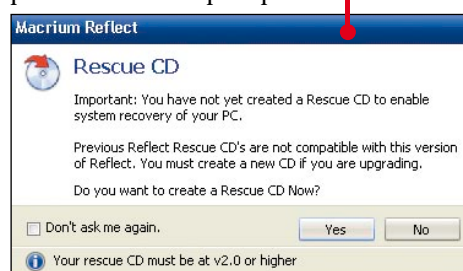 Macrium Reflect
Rescue CD
Important: You have not yet created a Rescue CD to enable
system recovery of your PC.
Previous Reflect Rescue CD's are not compatible with this version
of Reflect. You must create a new CD if you are upgrading.
Do you want to create a Rescue CD Now?
Don't ask me again.
Yes No
Your rescue CD must be at v2.0 or higher